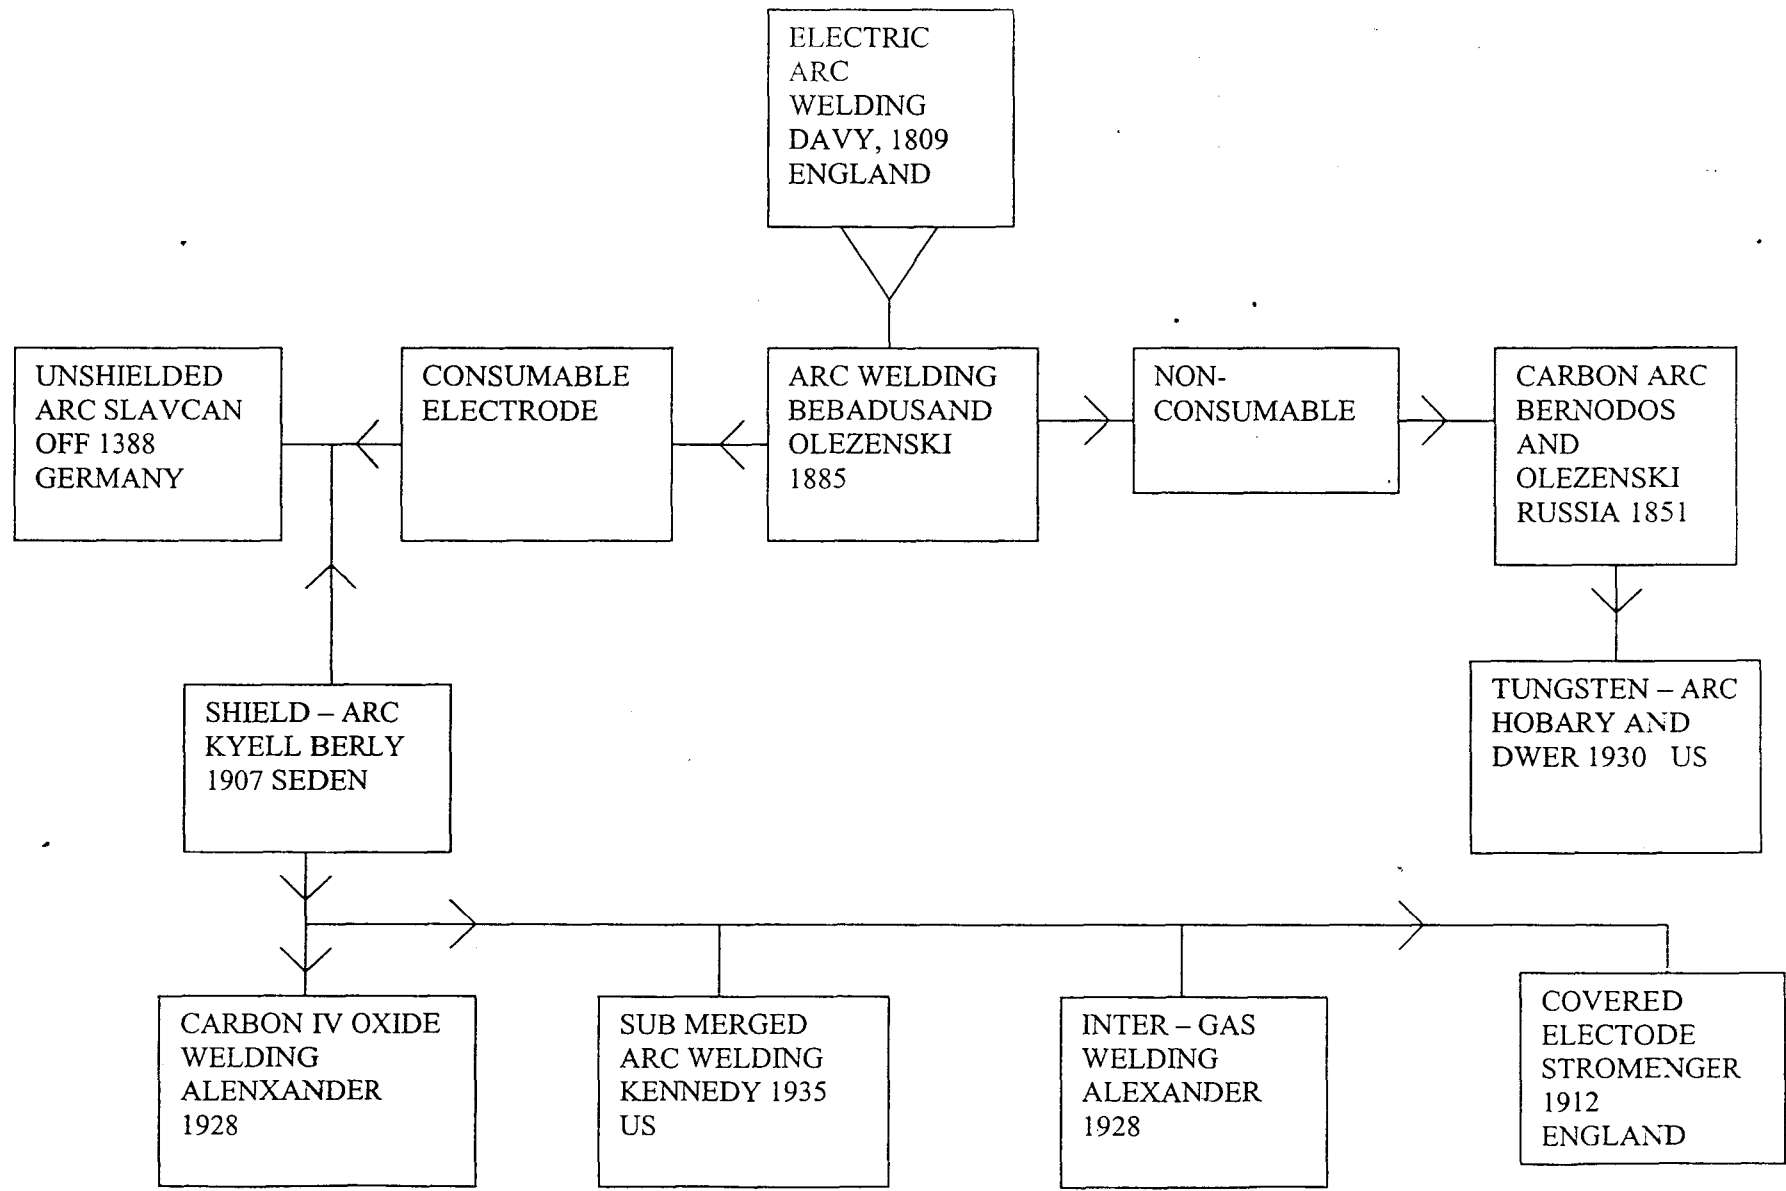 ELECTRIC
ARC
WELDING
DAVY, 1809
ENGLAND
UNSHIELDED
ARC SLAVCAN
OFF 1388
GERMANY
CONSUMABLE
ELECTRODE
ARC WELDING
BEBADUSAND
OLEZENSKI
1885
NON-
CONSUMABLE
CARBON ARC
BERNODOS
AND
OLEZENSKI
RUSSIA 1851
SHIELD – ARC
KYELL BERLY
1907 SEDEN
TUNGSTEN – ARC
HOBARY AND
DWER 1930 US
CARBON IV OXIDE
WELDING
ALENXANDER
1928
SUB MERGED
ARC WELDING
KENNEDY 1935
US
INTER – GAS
WELDING
ALEXANDER
1928
COVERED
ELECTODE
STROMENGER
1912
ENGLAND